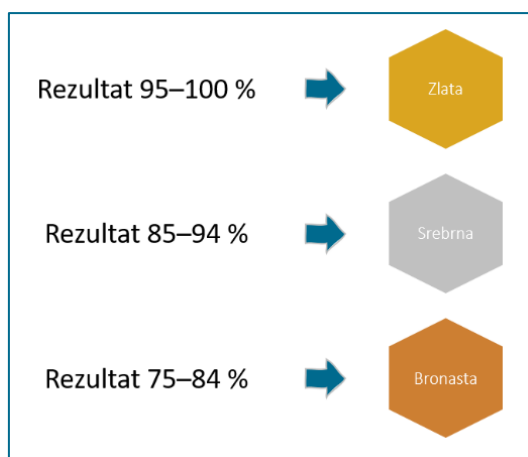 Rezultat 95–100 %
Zlata
Rezultat 85–94 %
Srebrna
Rezultat 75–84 %
Bronasta